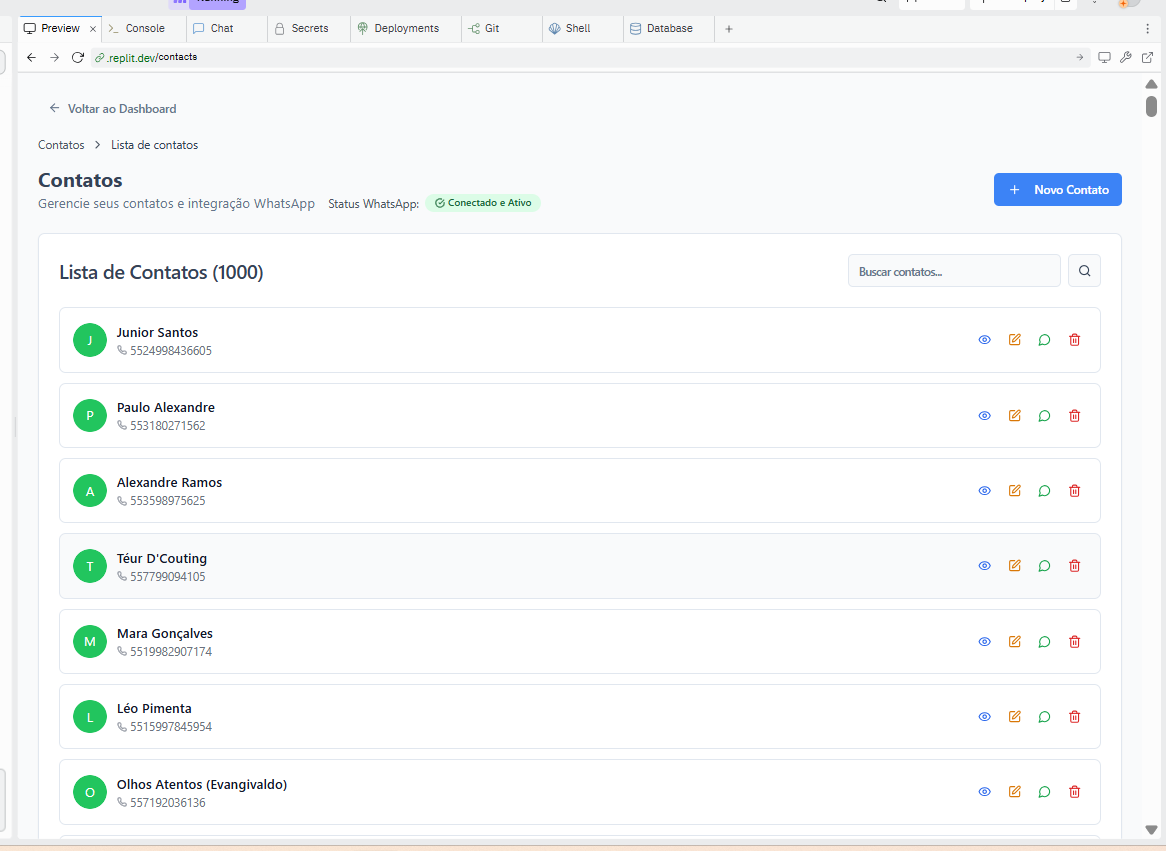 Running
Preview × Console Chat Secrets Deployments Git Shell Database +
.replit.dev/contacts
Voltar ao Dashboard
Contatos > Lista de contatos
Contatos
Gerencie seus contatos e integração WhatsApp Status WhatsApp: Conectado e Ativo
+ Novo Contato
Lista de Contatos (1000)
Buscar contatos...
J
Junior Santos
5524998436605
P
Paulo Alexandre
553180271562
A
Alexandre Ramos
553598975625
T
Téur D'Couting
557799094105
M
Mara Gonçalves
5519982907174
L
Léo Pimenta
5515997845954
O
Olhos Atentos (Evangivaldo)
557192036136